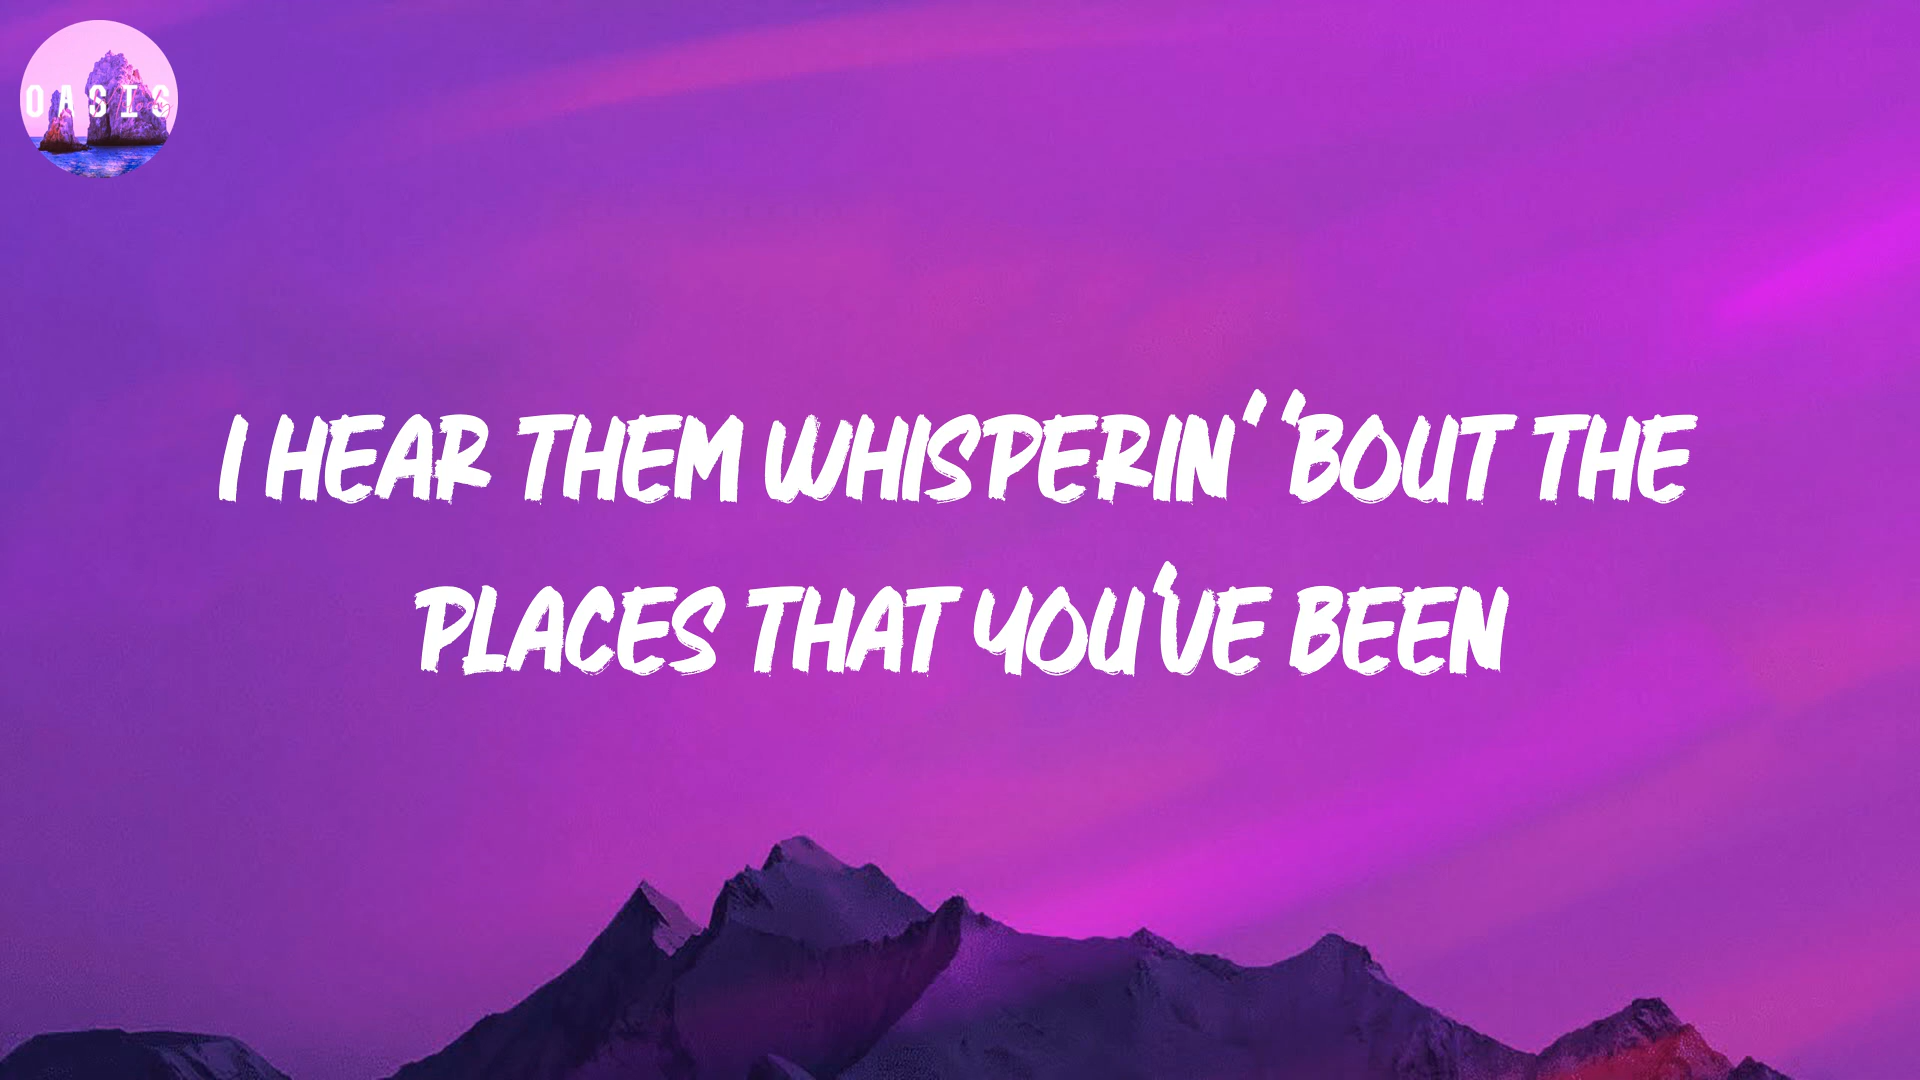 OASIS
I HEAR THEM WHISPERIN' 'BOUT THE
PLACES THAT YOU'VE BEEN